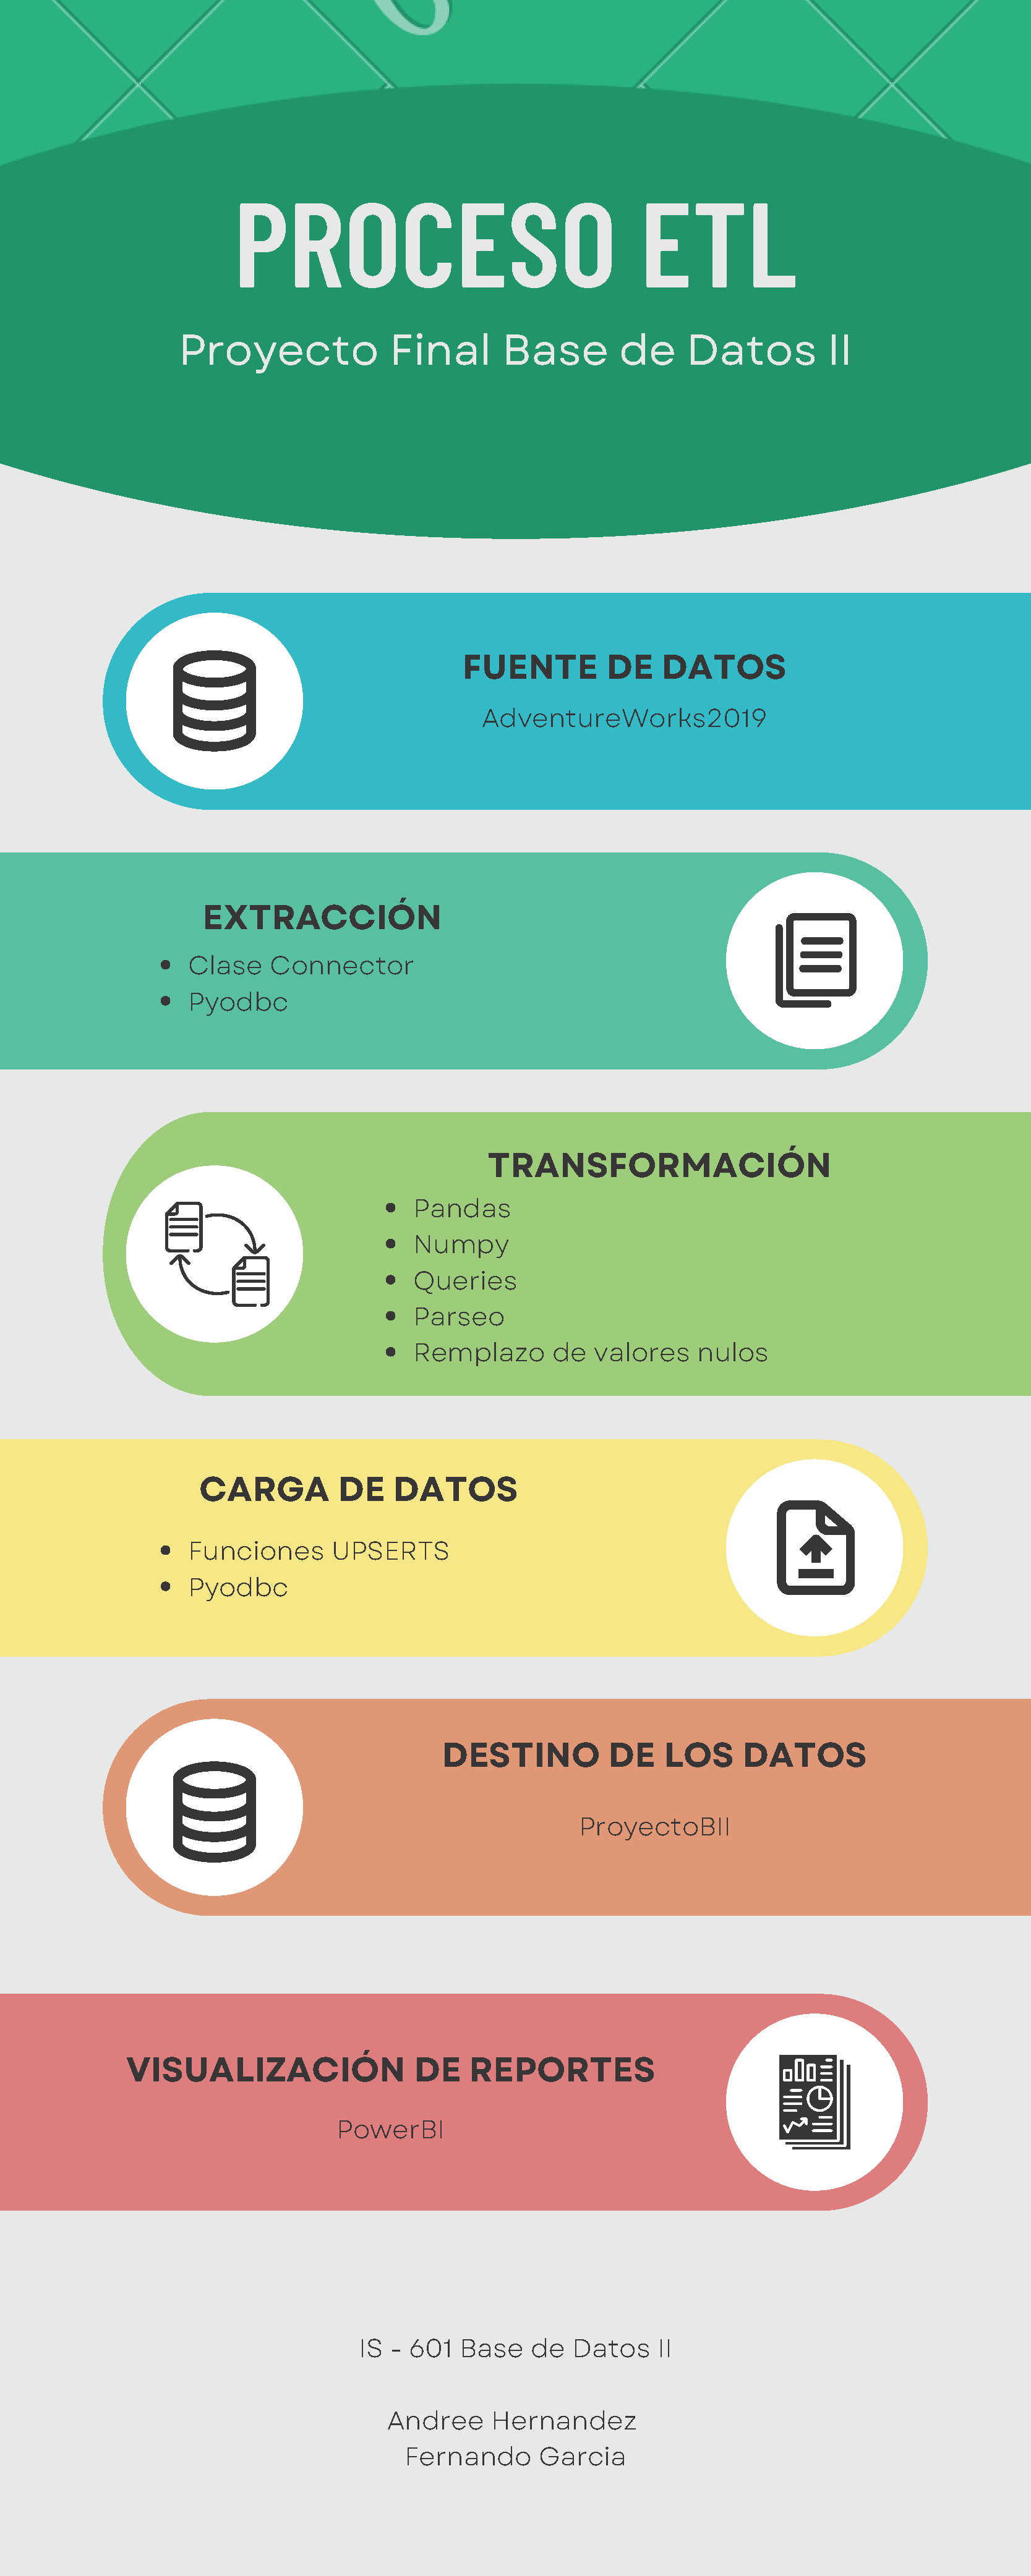 PROCESO ETL
Proyecto Final Base de Datos II
FUENTE DE DATOS
AdventureWorks2019
EXTRACCIÓN
• Clase Connector
• Pyodbc
TRANSFORMACIÓN
• Pandas
• Numpy
• Queries
• Parseo
• Remplazo de valores nulos
CARGA DE DATOS
• Funciones UPSERTS
• Pyodbc
DESTINO DE LOS DATOS
ProyectoBII
VISUALIZACIÓN DE REPORTES
PowerBI
IS - 601 Base de Datos II
Andree Hernandez
Fernando Garcia